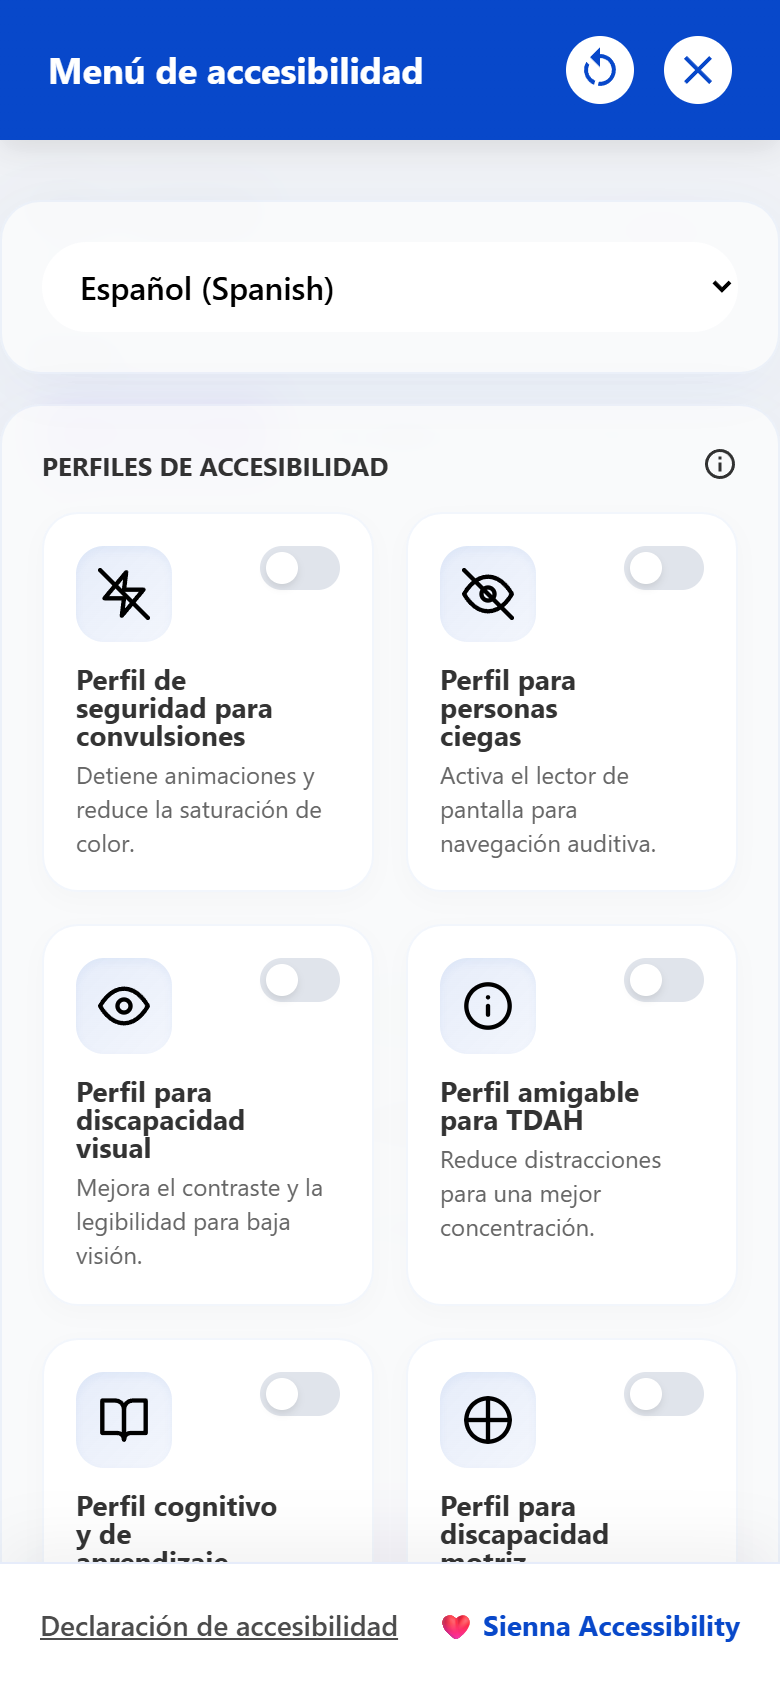 Menú de accesibilidad
Español (Spanish)
PERFILES DE ACCESIBILIDAD
Perfil de
seguridad para
convulsiones
Detiene animaciones y
reduce la saturación de
color.
Perfil para
personas
ciegas
Activa el lector de
pantalla para
navegación auditiva.
Perfil para
discapacidad
visual
Mejora el contraste y la
legibilidad para baja
visión.
Perfil amigable
para TDAH
Reduce distracciones
para una mejor
concentración.
Perfil cognitivo
y de
aprendizaje
Perfil para
discapacidad
motriz
Declaración de accesibilidad
Sienna Accessibility